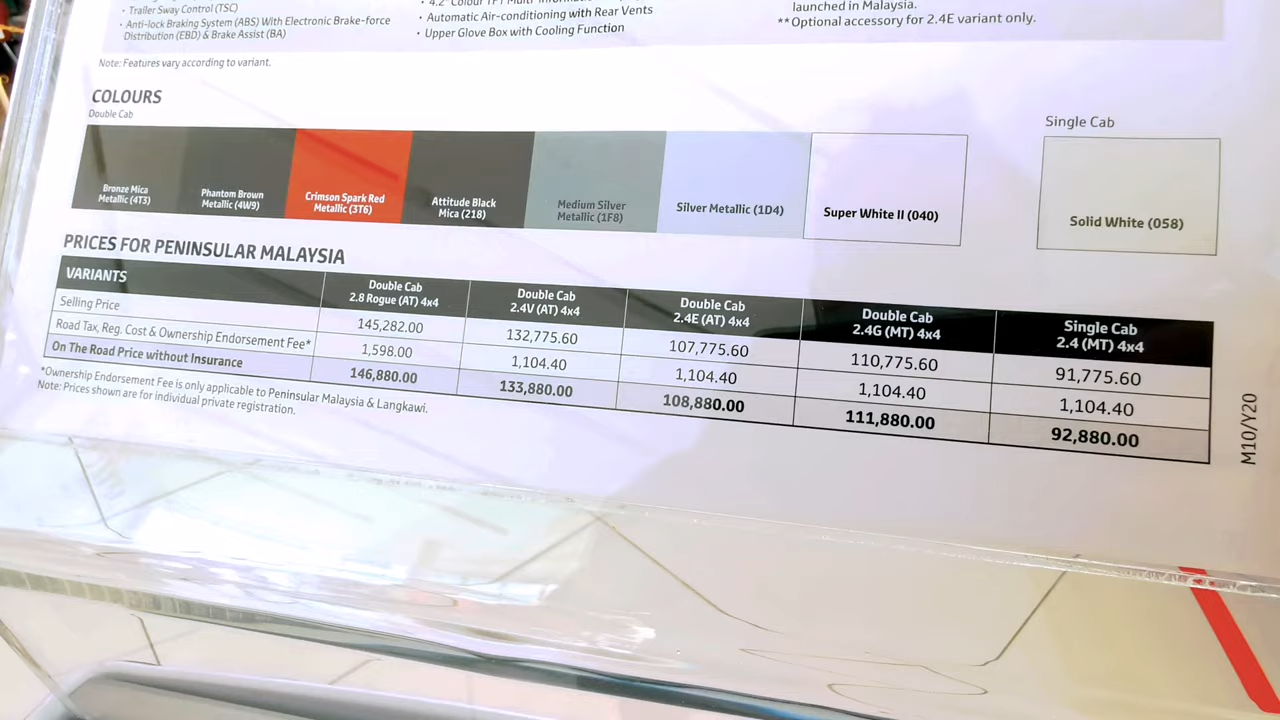 • Trailer Sway Control (TSC)
• Anti-lock Braking System (ABS) With Electronic Brake-force
Distribution (EBD) & Brake Assist (BA)
• Automatic Air-conditioning with Rear Vents
• Upper Glove Box with Cooling Function
launched in Malaysia.
**Optional accessory for 2.4E variant only.
Note: Features vary according to variant.
COLOURS
Double Cab
Single Cab
Bronze Mica
Metallic (4T3)
Phantom Brown
Metallic (4W9)
Crimson Spark Red
Metallic (3T6)
Attitude Black
Mica (218)
Medium Silver
Metallic (1F8)
Silver Metallic (1D4)
Super White II (040)
Solid White (058)
PRICES FOR PENINSULAR MALAYSIA
VARIANTS
Double Cab
2.8 Rogue (AT) 4x4
Double Cab
2.4V (AT) 4x4
Double Cab
2.4E (AT) 4x4
Double Cab
2.4G (MT) 4x4
Single Cab
2.4 (MT) 4x4
Selling Price 145,282.00 132,775.60 107,775.60 110,775.60 91,775.60
Road Tax, Reg. Cost & Ownership Endorsement Fee* 1,598.00 1,104.40 1,104.40 1,104.40 1,104.40
On The Road Price without Insurance 146,880.00 133,880.00 108,880.00 111,880.00 92,880.00
*Ownership Endorsement Fee is only applicable to Peninsular Malaysia & Langkawi.
Note: Prices shown are for individual private registration.
M10/Y20